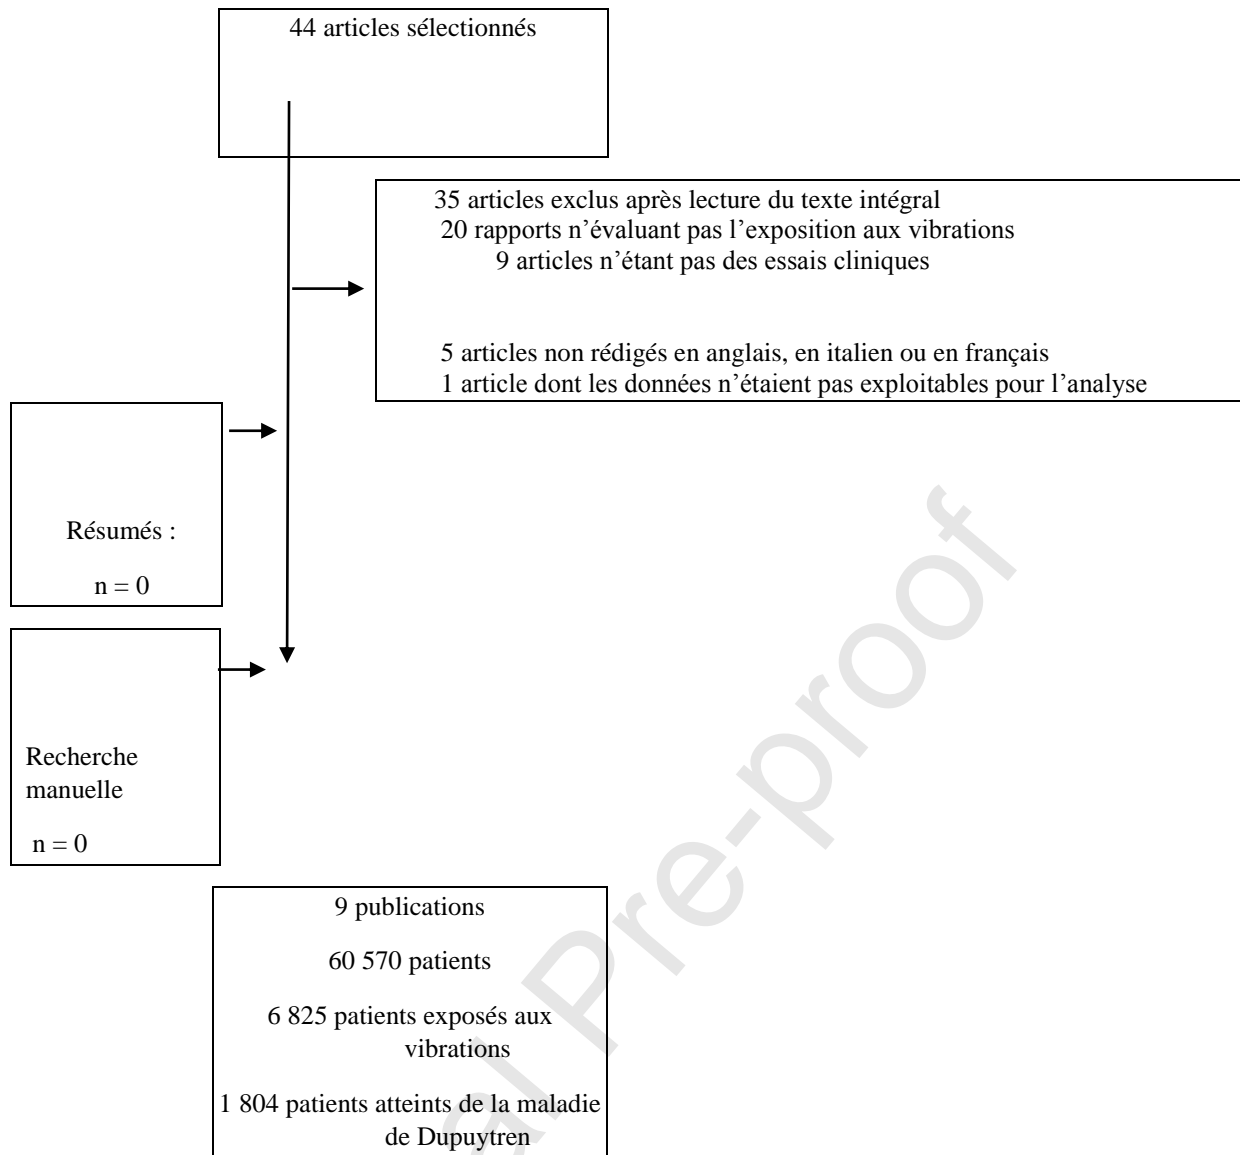 44 articles sélectionnés
35 articles exclus après lecture du texte intégral
20 rapports n’évaluant pas l’exposition aux vibrations
9 articles n’étant pas des essais cliniques
5 articles non rédigés en anglais, en italien ou en français
1 article dont les données n’étaient pas exploitables pour l’analyse
Résumés :
n = 0
Recherche
manuelle
n = 0
9 publications
60 570 patients
6 825 patients exposés aux
vibrations
1 804 patients atteints de la maladie
de Dupuytren
al Pre-proof